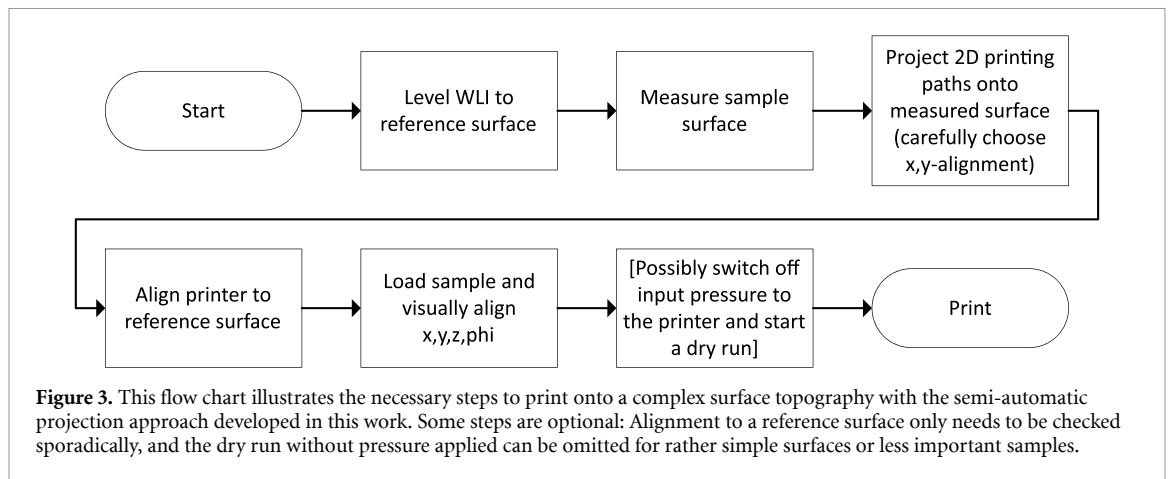 Start
Level WLI to
reference surface
Measure sample
surface
Project 2D printing
paths onto
measured surface
(carefully choose
x,y-alignment)
Align printer to
reference surface
Load sample and
visually align
x,y,z,phi
[Possibly switch off
input pressure to
the printer and start
a dry run]
Print
Figure 3. This flow chart illustrates the necessary steps to print onto a complex surface topography with the semi-automatic
projection approach developed in this work. Some steps are optional: Alignment to a reference surface only needs to be checked
sporadically, and the dry run without pressure applied can be omitted for rather simple surfaces or less important samples.